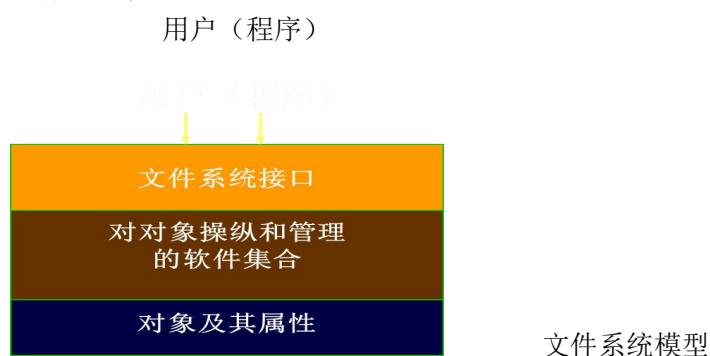 用户（程序）
用户（程序）
文件系统接口
对对象操纵和管理
的软件集合
对象及其属性
文件系统模型